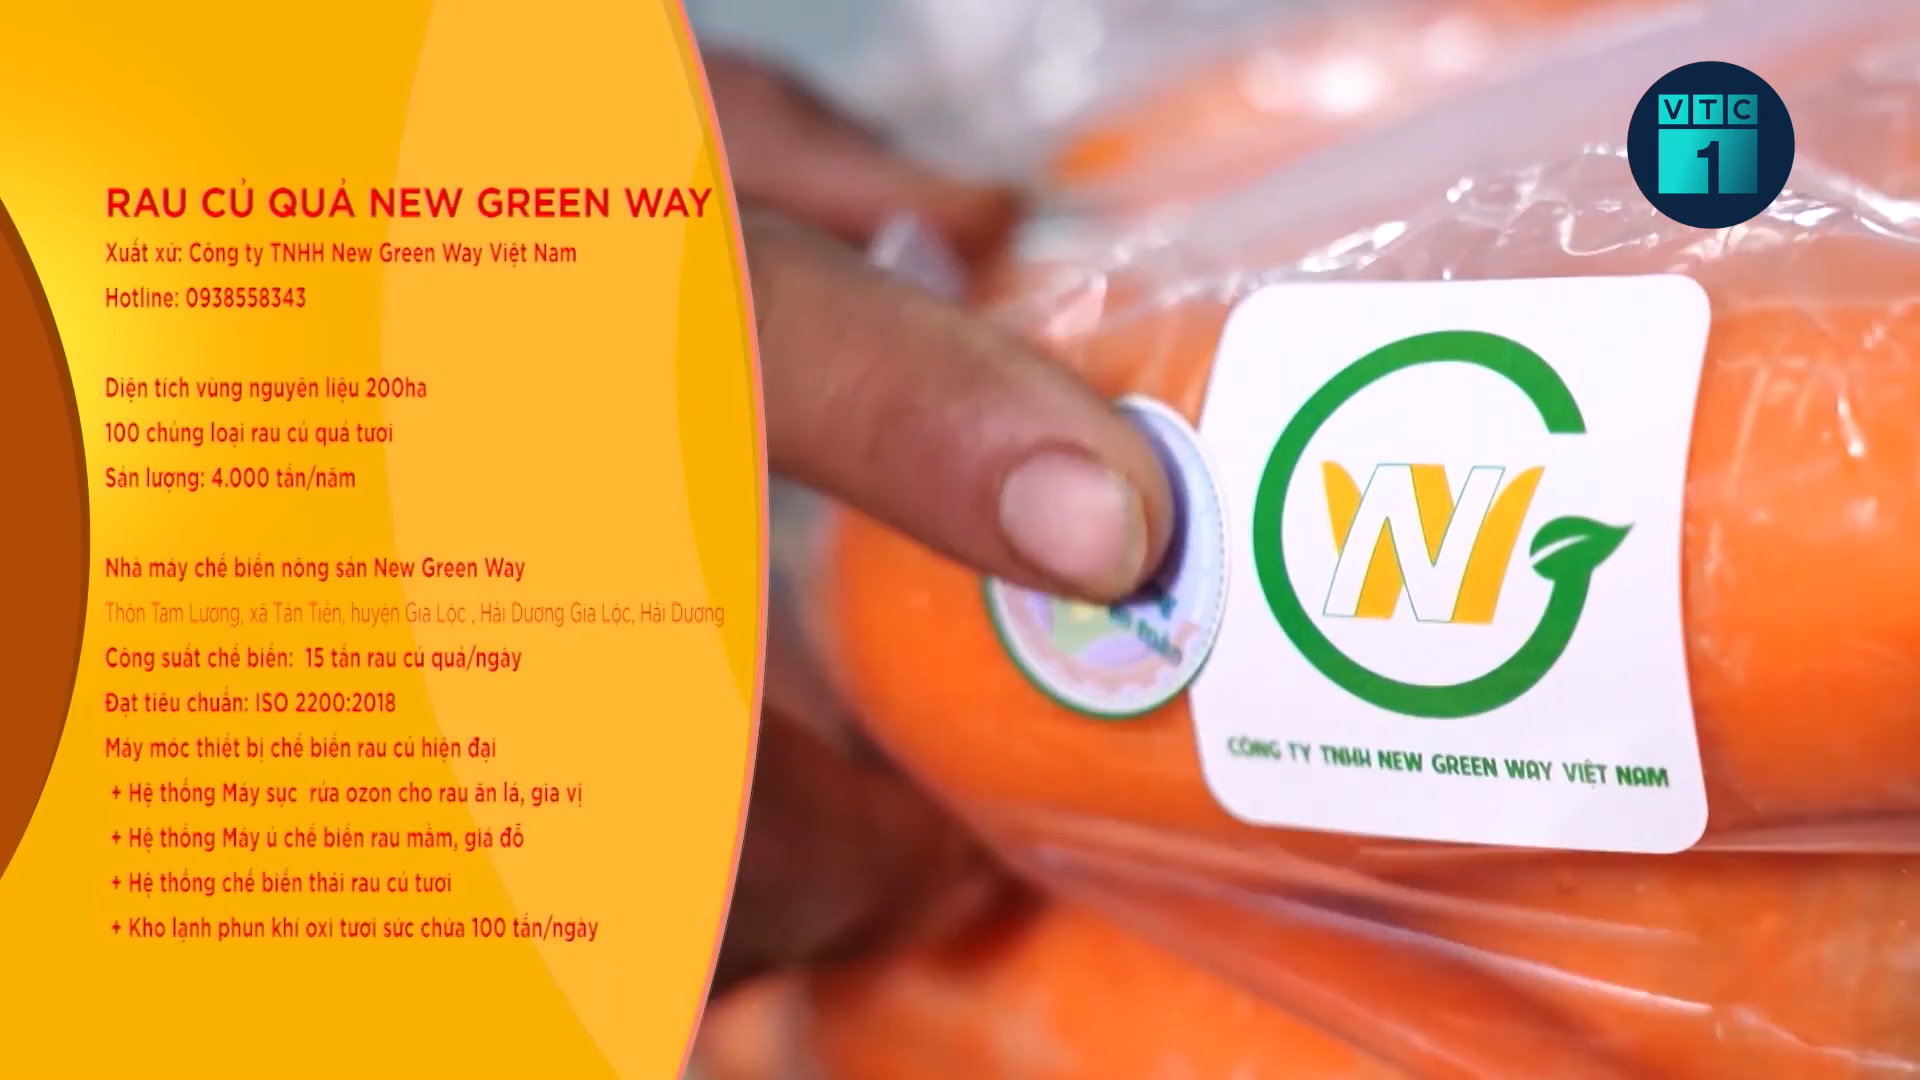 RAU CỦ QUẢ NEW GREEN WAY
Xuất xứ: Công ty TNHH New Green Way Việt Nam
Hotline: 0938558343
Diện tích vùng nguyên liệu 200ha
100 chủng loại rau củ quả tươi
Sản lượng: 4.000 tấn/năm
Nhà máy chế biến nông sản New Green Way
Thôn Tam Lương, xã Tân Tiến, huyện Gia Lộc , Hải Dương Gia Lộc, Hải Dương
Công suất chế biến: 15 tấn rau củ quả/ngày
Đạt tiêu chuẩn: ISO 2200:2018
Máy móc thiết bị chế biến rau củ hiện đại
+ Hệ thống Máy sục rửa ozon cho rau ăn lá, gia vị
+ Hệ thống Máy ủ chế biến rau mầm, giá đỗ
+ Hệ thống chế biến thái rau củ tươi
+ Kho lạnh phun khí oxi tươi sức chứa 100 tấn/ngày
VTC
1
NW
CÔNG TY TNHH NEW GREEN WAY VIỆT NAM